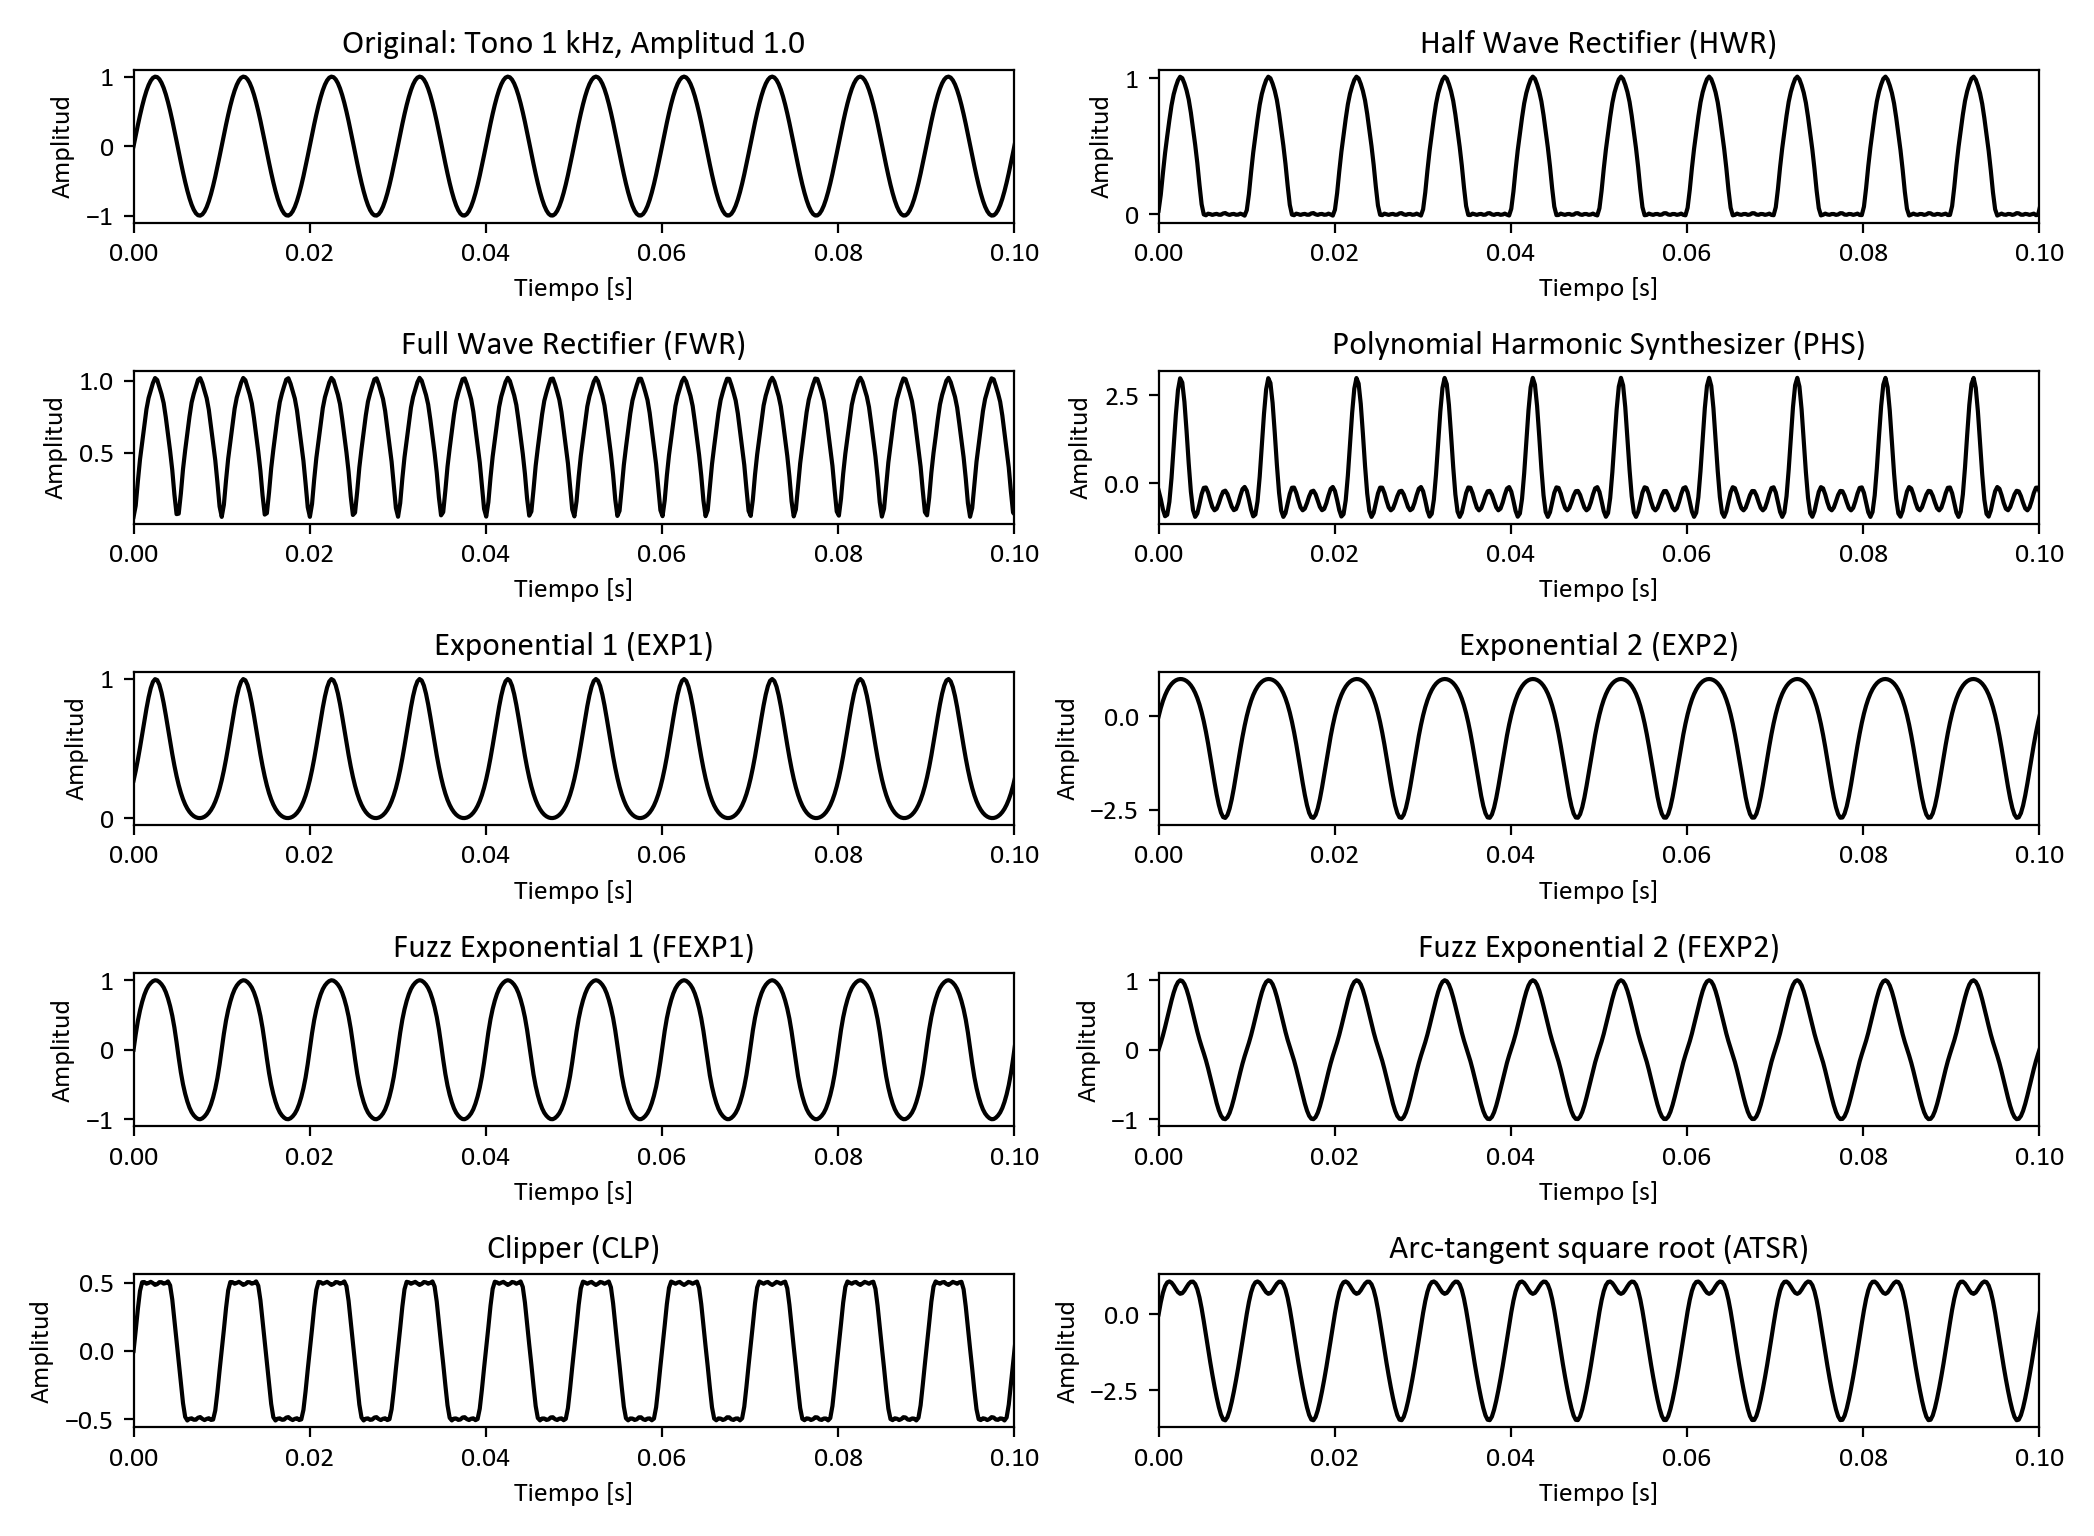 Original: Tono 1 kHz, Amplitud 1.0
Amplitud
1
0
−1
0.00 0.02 0.04 0.06 0.08 0.10
Tiempo [s]
Half Wave Rectifier (HWR)
Amplitud
1
0
0.00 0.02 0.04 0.06 0.08 0.10
Tiempo [s]
Full Wave Rectifier (FWR)
Amplitud
1.0
0.5
0.00 0.02 0.04 0.06 0.08 0.10
Tiempo [s]
Polynomial Harmonic Synthesizer (PHS)
Amplitud
2.5
0.0
0.00 0.02 0.04 0.06 0.08 0.10
Tiempo [s]
Exponential 1 (EXP1)
Amplitud
1
0
0.00 0.02 0.04 0.06 0.08 0.10
Tiempo [s]
Exponential 2 (EXP2)
Amplitud
0.0
−2.5
0.00 0.02 0.04 0.06 0.08 0.10
Tiempo [s]
Fuzz Exponential 1 (FEXP1)
Amplitud
1
0
−1
0.00 0.02 0.04 0.06 0.08 0.10
Tiempo [s]
Fuzz Exponential 2 (FEXP2)
Amplitud
1
0
−1
0.00 0.02 0.04 0.06 0.08 0.10
Tiempo [s]
Clipper (CLP)
Amplitud
0.5
0.0
−0.5
0.00 0.02 0.04 0.06 0.08 0.10
Tiempo [s]
Arc-tangent square root (ATSR)
Amplitud
0.0
−2.5
0.00 0.02 0.04 0.06 0.08 0.10
Tiempo [s]